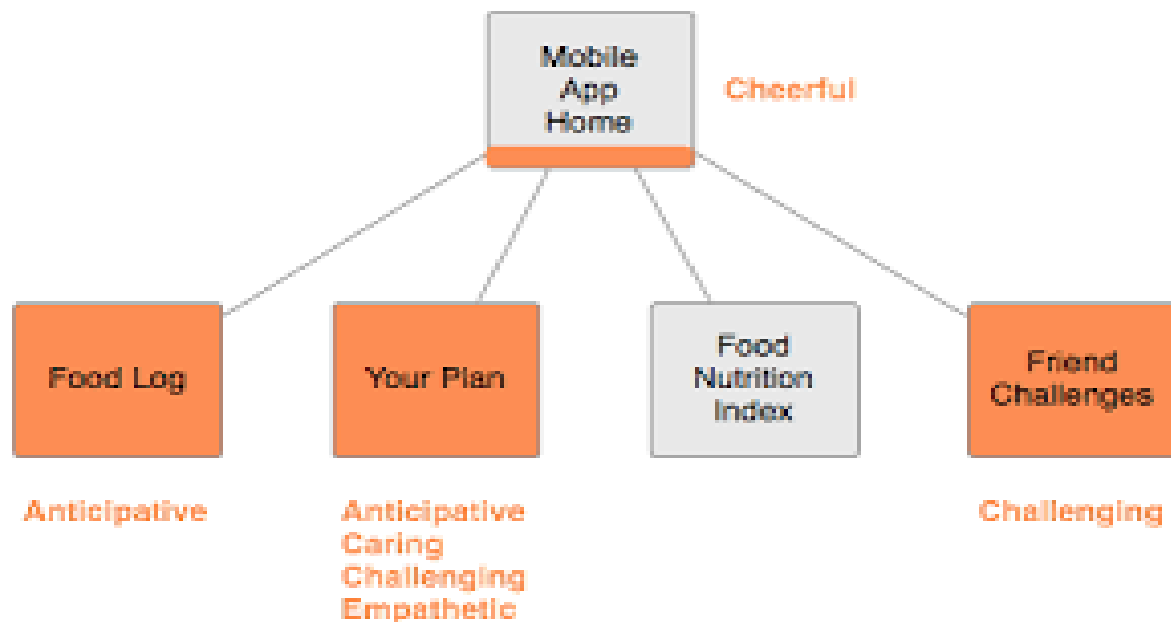 Mobile
App
Home
Cheerful
Food Log
Your Plan
Food
Nutrition
Index
Friend
Challenges
Anticipative
Anticipative
Caring
Challenging
Empathetic
Challenging